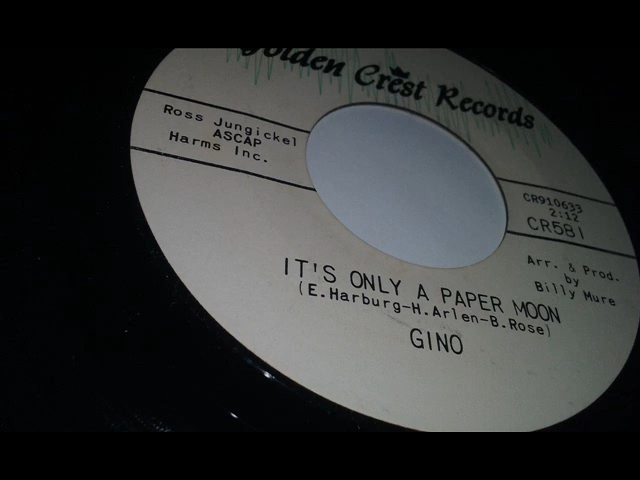 Golden Crest Records
Ross Jungickel
ASCAP
Harms Inc.
CR910633
2:12
CR581
Arr. & Prod.
by
Billy Mure
IT'S ONLY A PAPER MOON
(E.Harburg-H.Arlen-B.Rose)
GINO